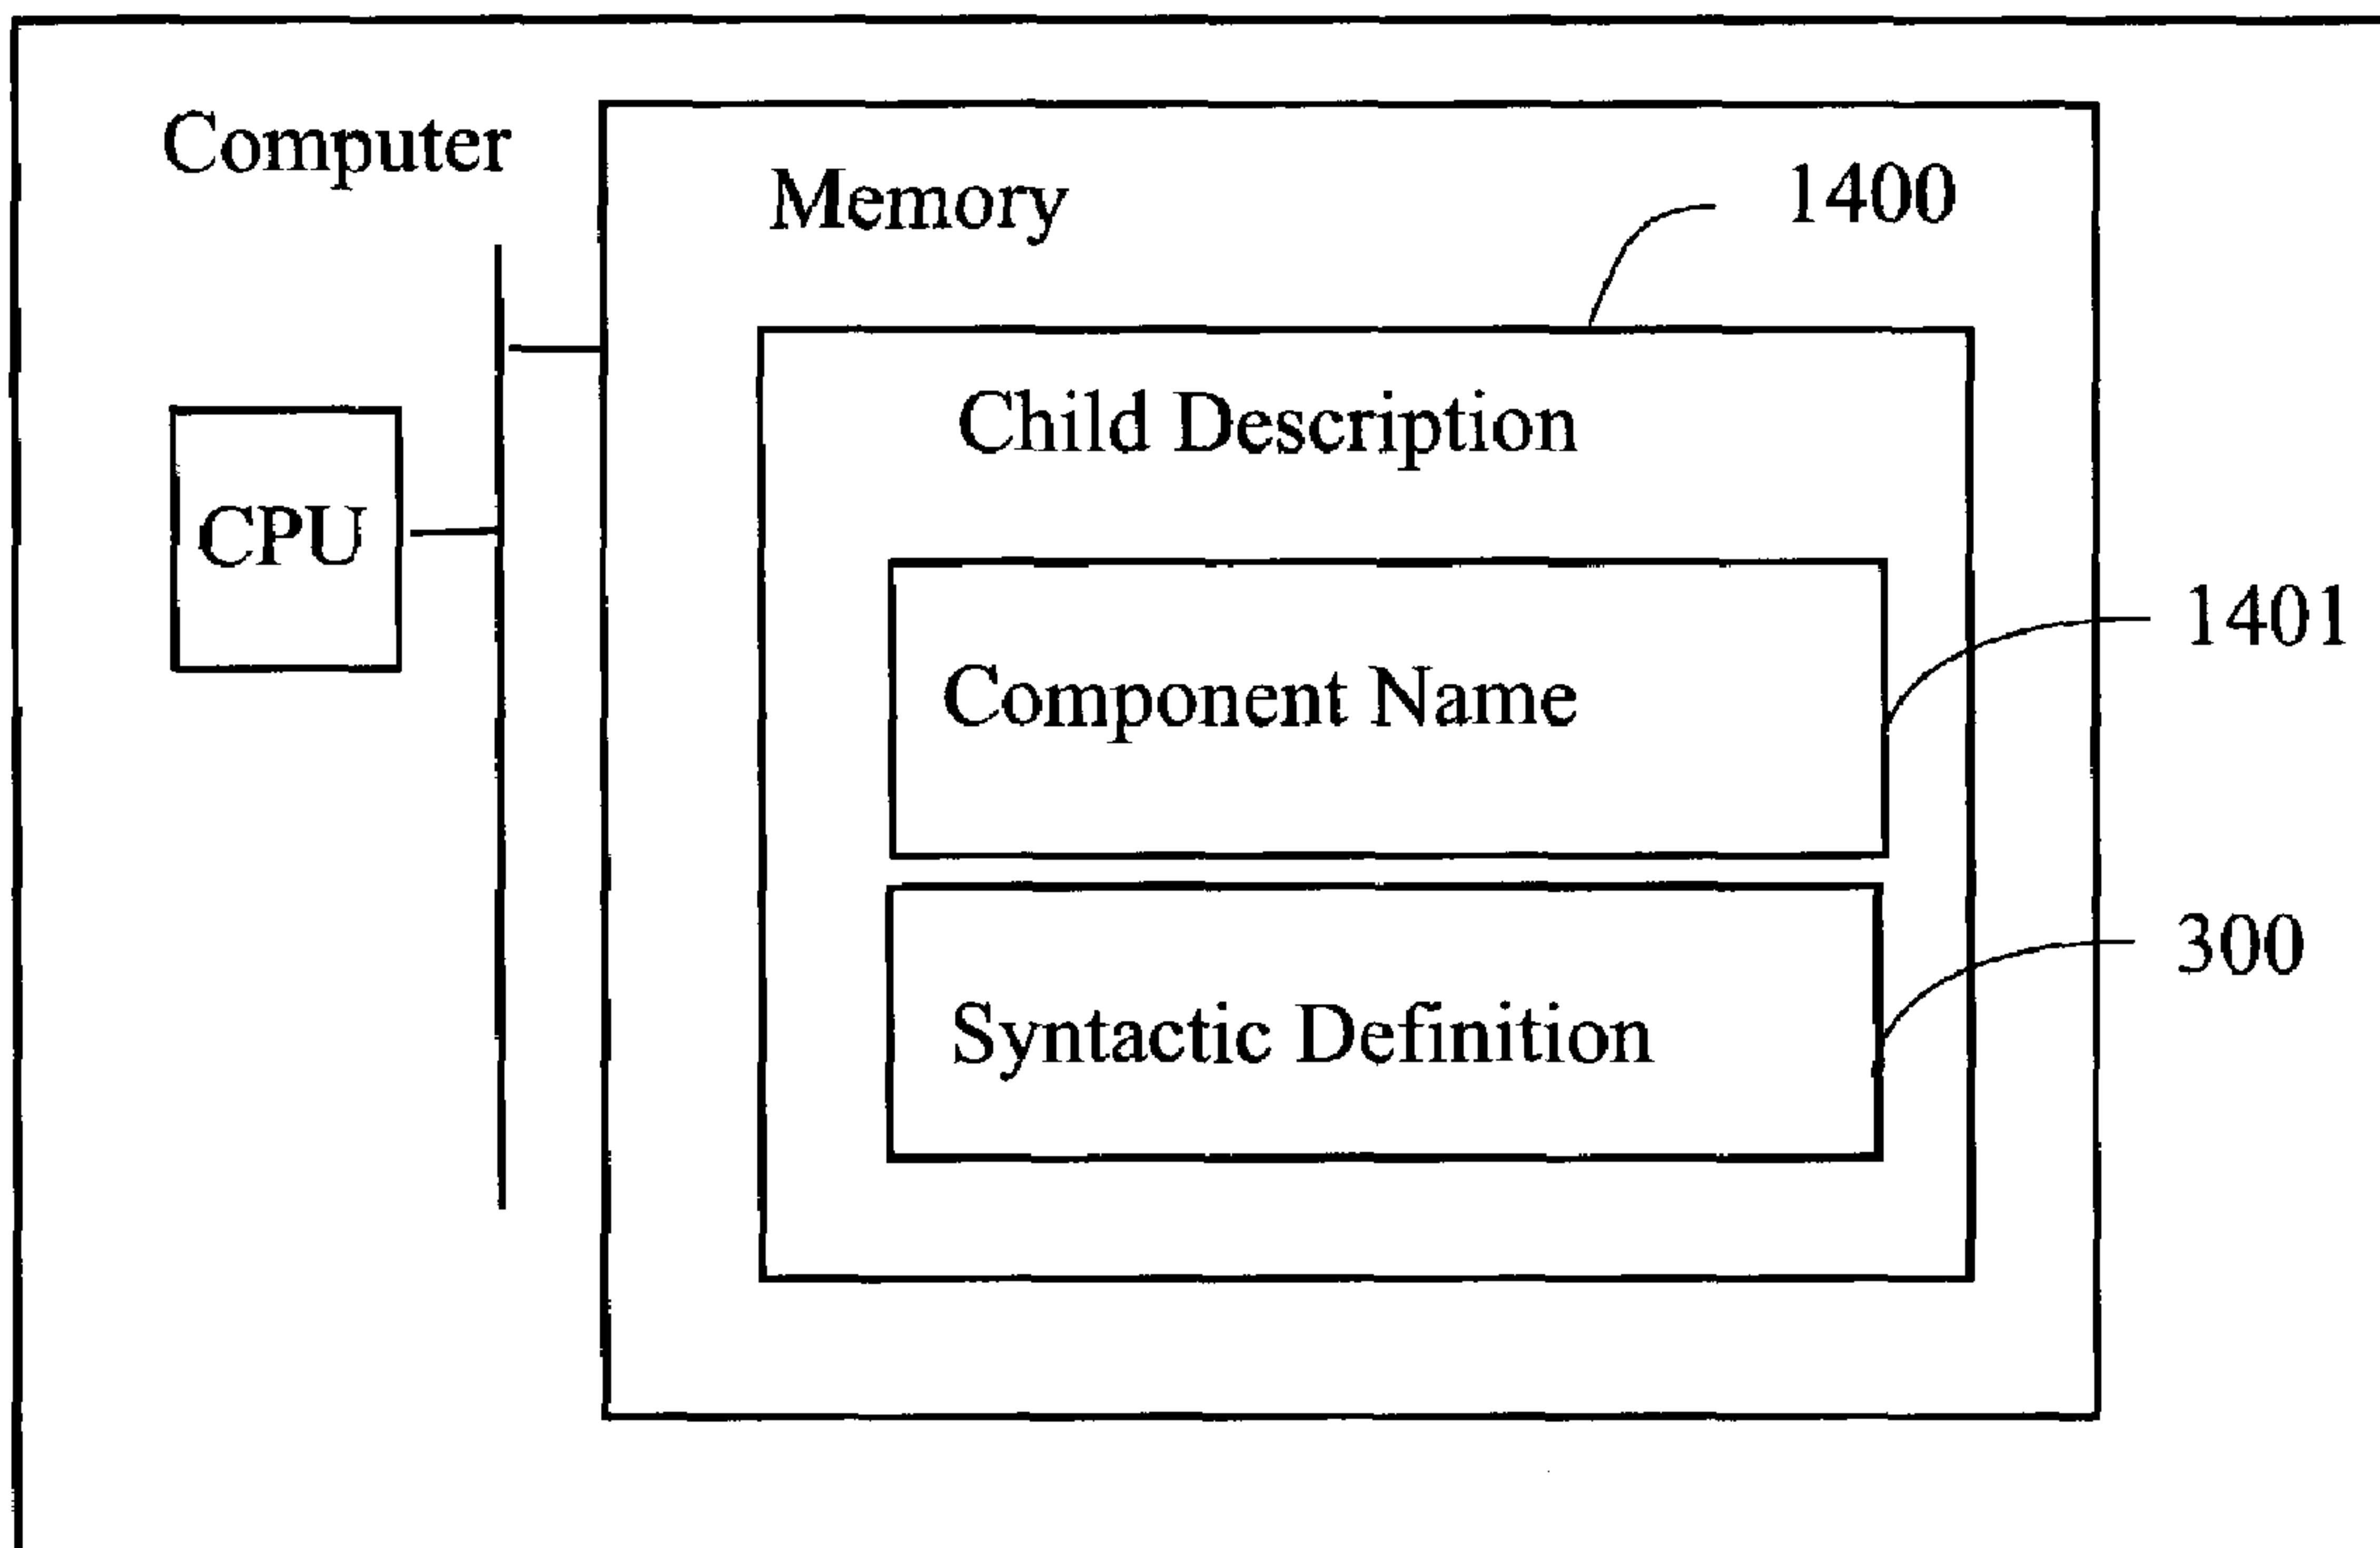 Computer
Memory
1400
Child Description
CPU
Component Name
1401
Syntactic Definition
300